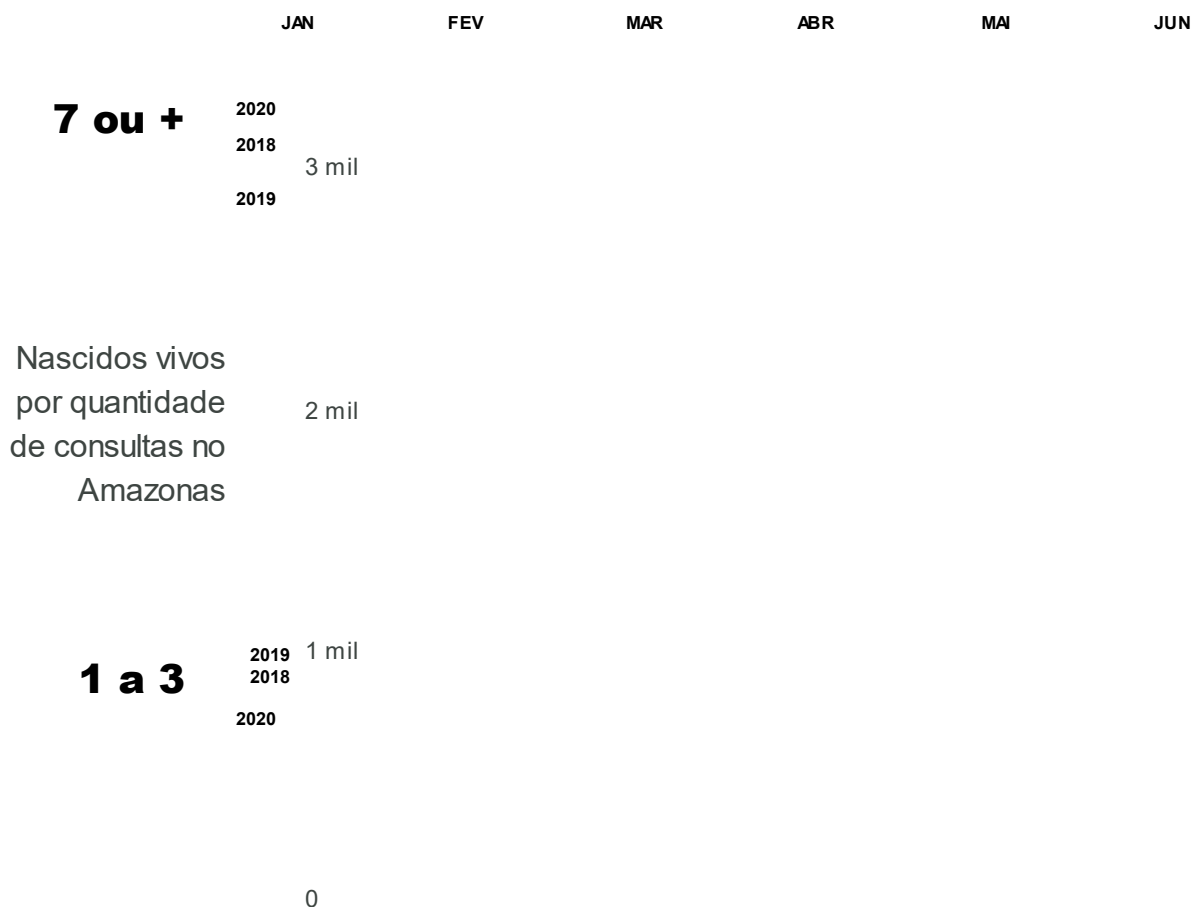 JAN FEV MAR ABR MAI JUN
7 ou +
2020
2018
3 mil
2019
Nascidos vivos
por quantidade
de consultas no
Amazonas
2 mil
1 a 3
2019
1 mil
2018
2020
0